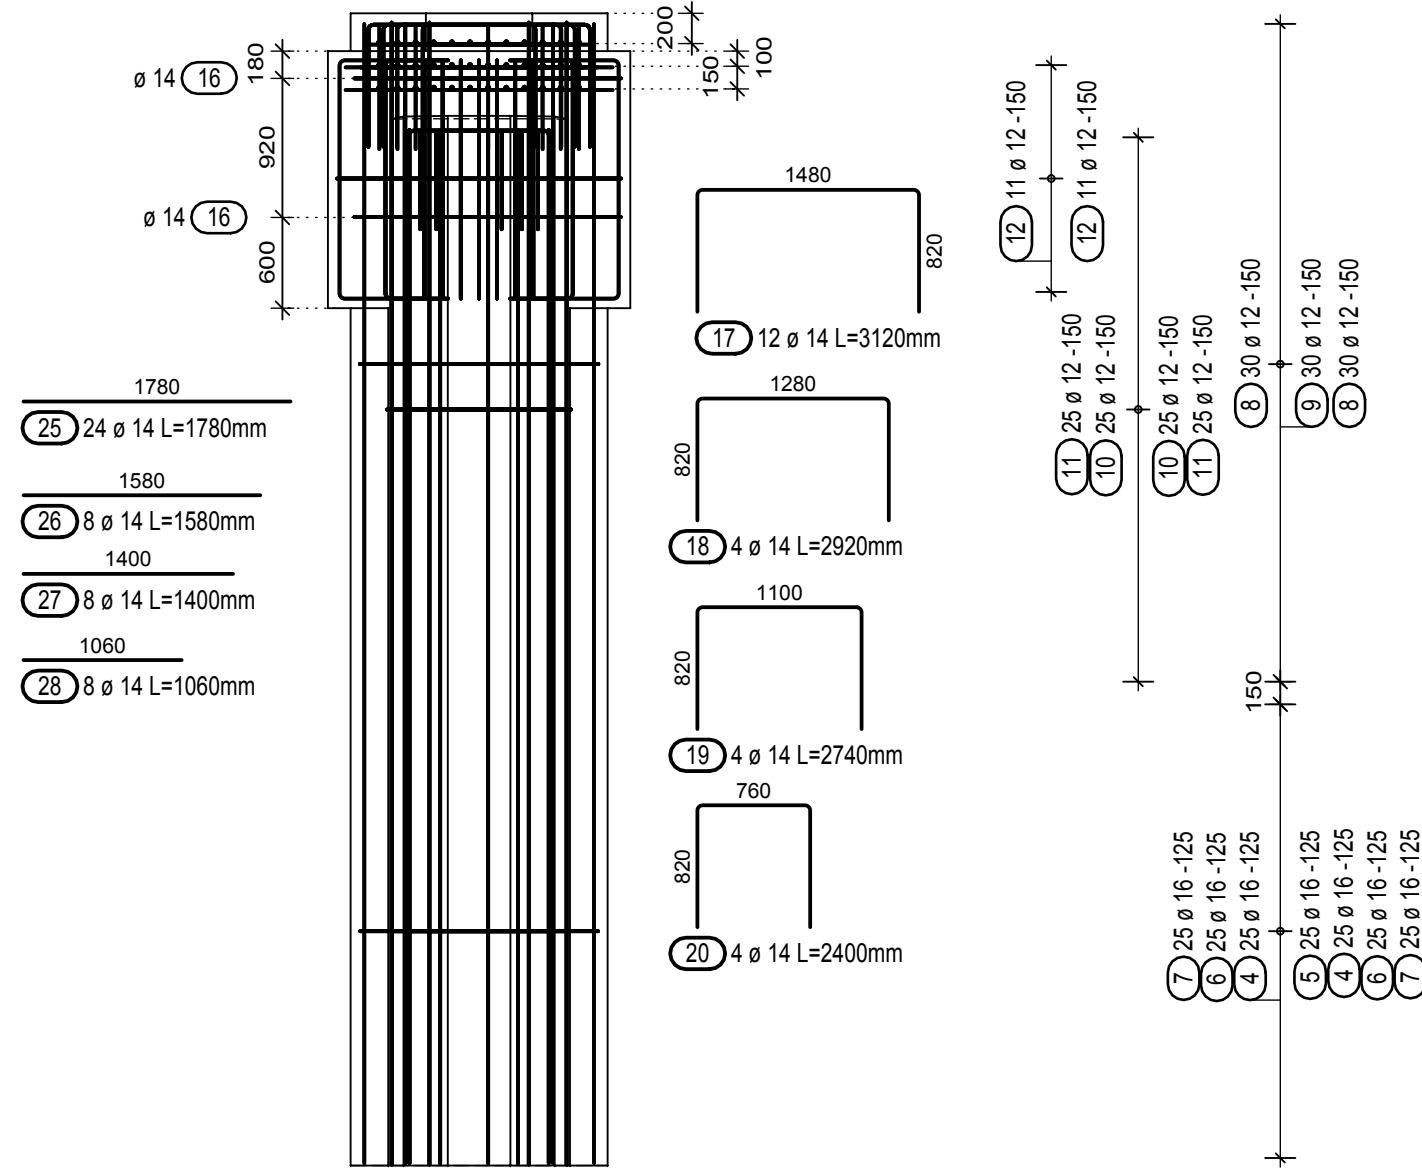 200
100
150
180
ø 14 16
920
ø 14 16
600
1480
820
17 12 ø 14 L=3120mm
1280
820
18 4 ø 14 L=2920mm
1100
820
19 4 ø 14 L=2740mm
760
820
20 4 ø 14 L=2400mm
1780
25 24 ø 14 L=1780mm
1580
26 8 ø 14 L=1580mm
1400
27 8 ø 14 L=1400mm
1060
28 8 ø 14 L=1060mm
12 11 ø 12 -150
12 11 ø 12 -150
11 25 ø 12 -150
10 25 ø 12 -150
10 25 ø 12 -150
11 25 ø 12 -150
8 30 ø 12 -150
9 30 ø 12 -150
8 30 ø 12 -150
150
7 25 ø 16 -125
6 25 ø 16 -125
4 25 ø 16 -125
5 25 ø 16 -125
4 25 ø 16 -125
6 25 ø 16 -125
7 25 ø 16 -125